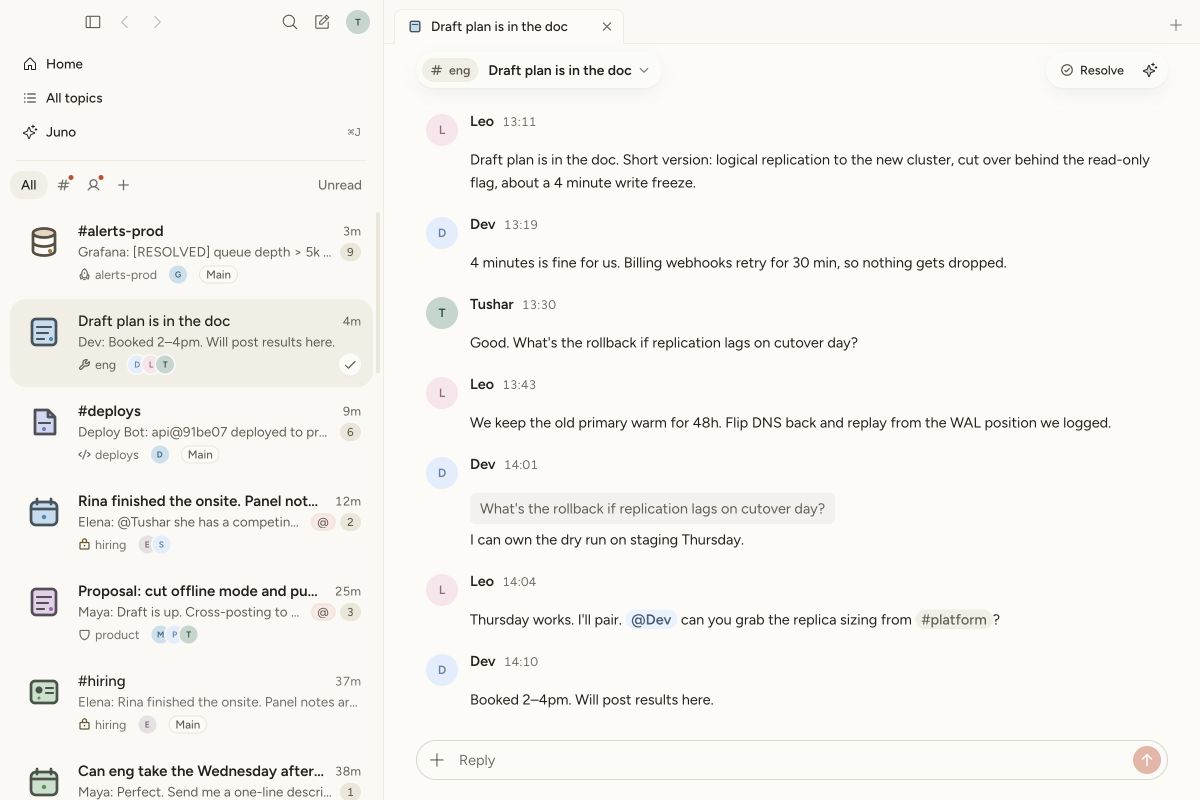 T
Home
All topics
Juno ⌘J
All # Unread
#alerts-prod 3m
Grafana: [RESOLVED] queue depth > 5k ... 9
alerts-prod G Main
Draft plan is in the doc 4m
Dev: Booked 2–4pm. Will post results here.
eng D L T
#deploys 9m
Deploy Bot: api@91be07 deployed to pr... 6
deploys D Main
Rina finished the onsite. Panel not... 12m
Elena: @Tushar she has a competin... @ 2
hiring E S
Proposal: cut offline mode and pu... 25m
Maya: Draft is up. Cross-posting to ... @ 3
product M P T
#hiring 37m
Elena: Rina finished the onsite. Panel notes ar...
hiring E Main
Can eng take the Wednesday after... 38m
Maya: Perfect. Send me a one-line descri... 1
Draft plan is in the doc
# eng Draft plan is in the doc
Resolve
L Leo 13:11
Draft plan is in the doc. Short version: logical replication to the new cluster, cut over behind the read-only
flag, about a 4 minute write freeze.
D Dev 13:19
4 minutes is fine for us. Billing webhooks retry for 30 min, so nothing gets dropped.
T Tushar 13:30
Good. What's the rollback if replication lags on cutover day?
L Leo 13:43
We keep the old primary warm for 48h. Flip DNS back and replay from the WAL position we logged.
D Dev 14:01
What's the rollback if replication lags on cutover day?
I can own the dry run on staging Thursday.
L Leo 14:04
Thursday works. I'll pair. @Dev can you grab the replica sizing from #platform ?
D Dev 14:10
Booked 2–4pm. Will post results here.
Reply